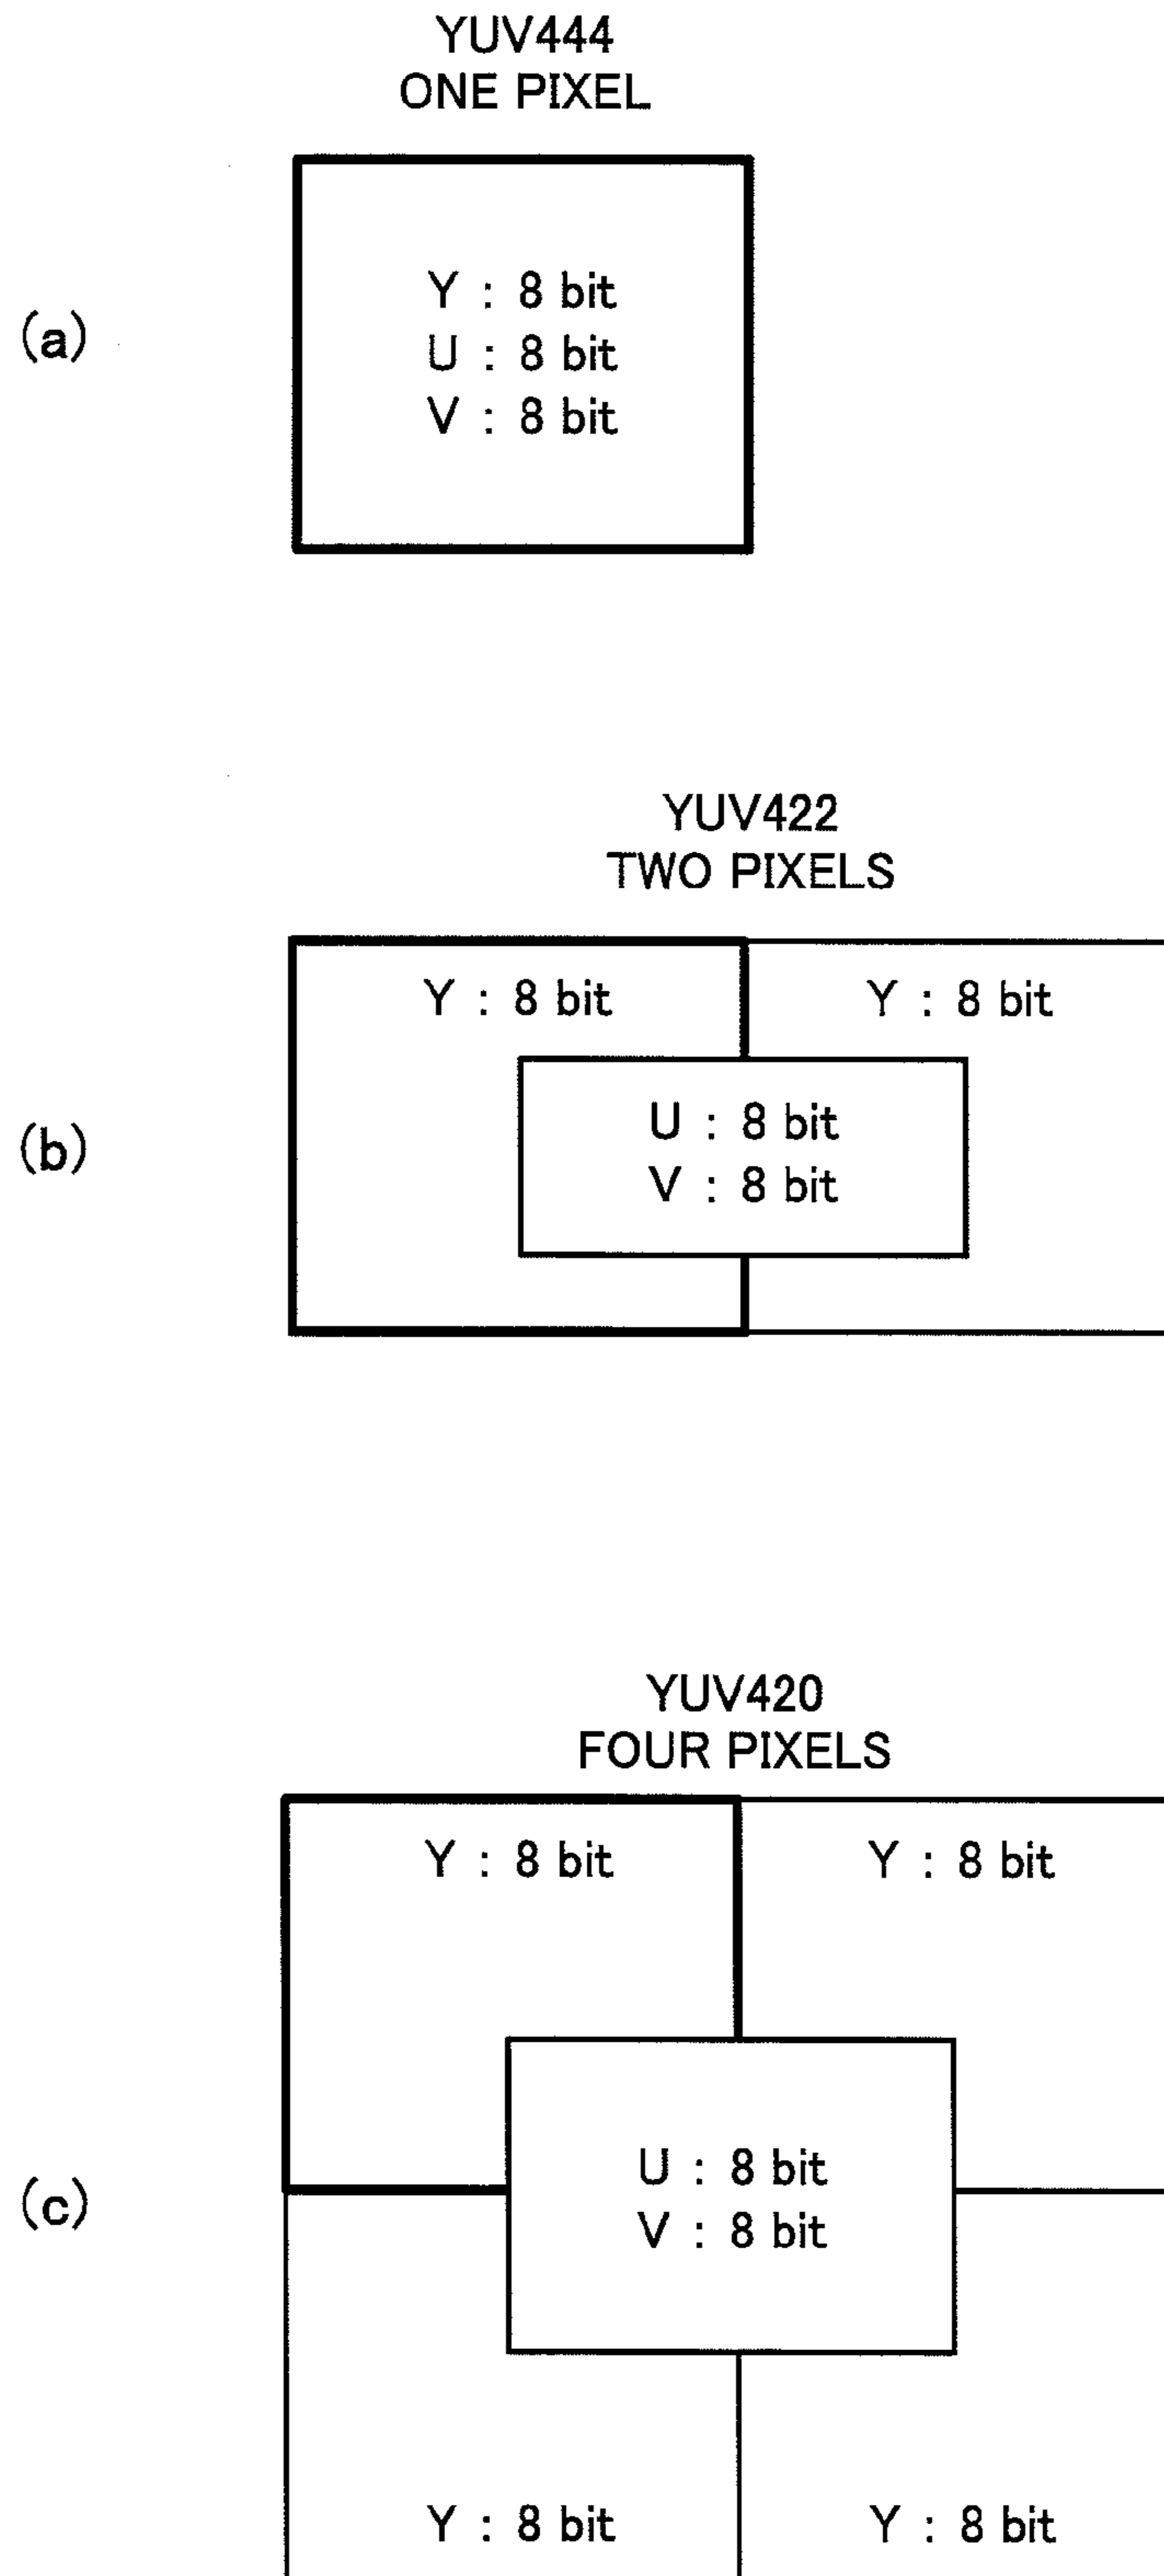 YUV444
ONE PIXEL
(a)
Y : 8 bit
U : 8 bit
V : 8 bit
YUV422
TWO PIXELS
(b)
Y : 8 bit
Y : 8 bit
U : 8 bit
V : 8 bit
YUV420
FOUR PIXELS
(c)
Y : 8 bit
Y : 8 bit
U : 8 bit
V : 8 bit
Y : 8 bit
Y : 8 bit